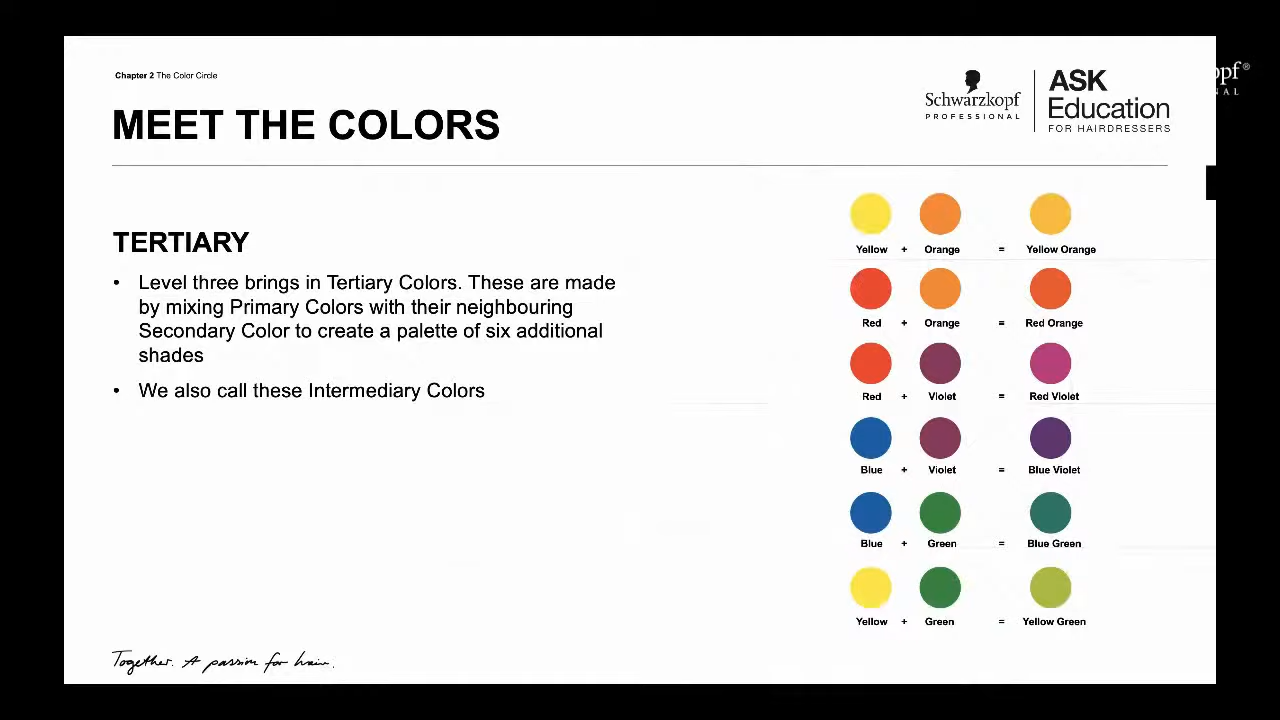 Chapter 2 The Color Circle
MEET THE COLORS
Schwarzkopf
PROFESSIONAL
ASK
Education
FOR HAIRDRESSERS
TERTIARY
• Level three brings in Tertiary Colors. These are made
by mixing Primary Colors with their neighbouring
Secondary Color to create a palette of six additional
shades
• We also call these Intermediary Colors
Yellow + Orange = Yellow Orange
Red + Orange = Red Orange
Red + Violet = Red Violet
Blue + Violet = Blue Violet
Blue + Green = Blue Green
Yellow + Green = Yellow Green
Together. A passion for hair.